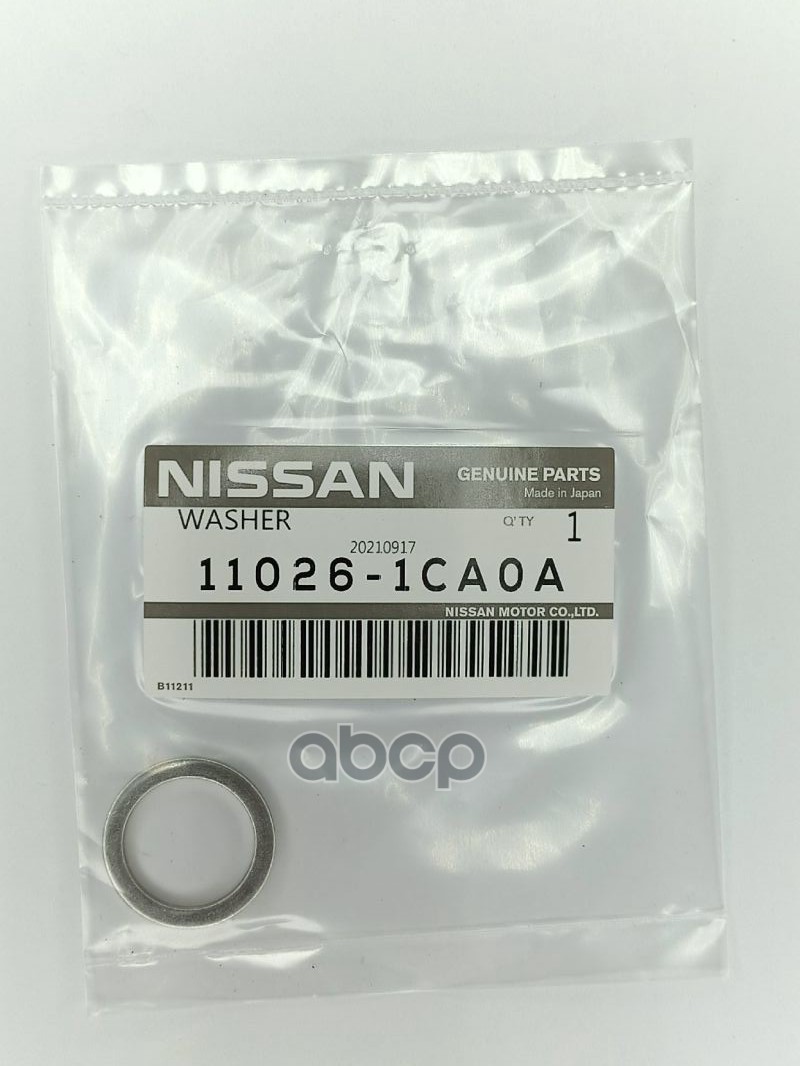 NISSAN GENUINE PARTS
Made in Japan
WASHER Q'TY 1
20210917
11026-1CA0A
NISSAN MOTOR CO.,LTD.
B11211
abcp